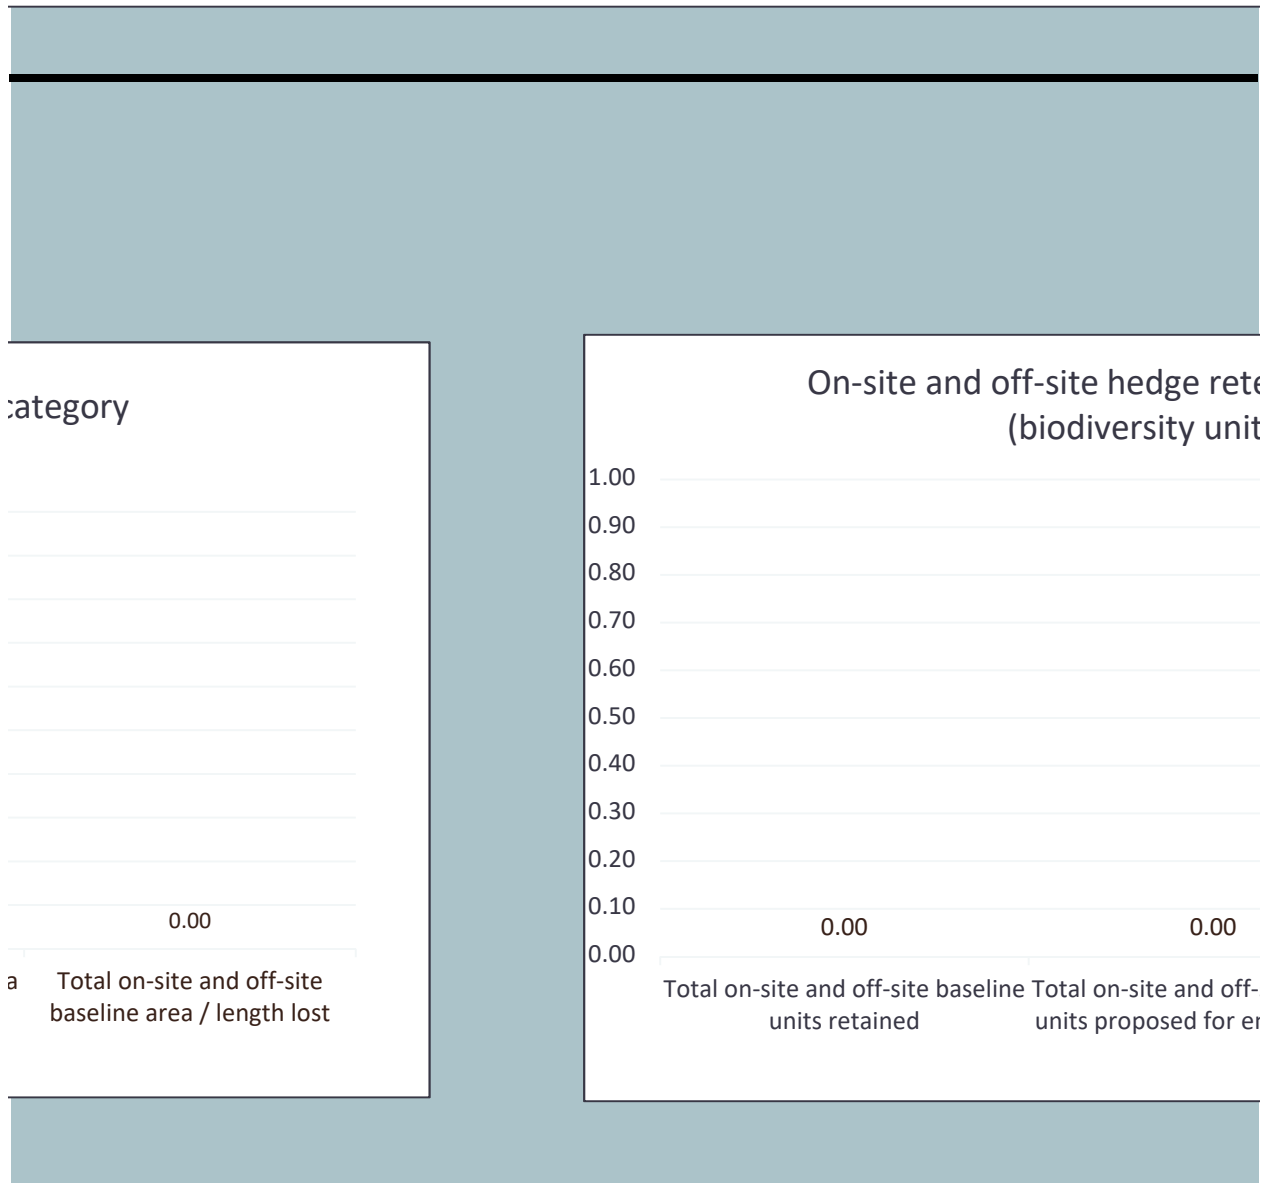 category
0.00
a
Total on-site and off-site
baseline area / length lost
On-site and off-site hedge rete
(biodiversity unit
1.00
0.90
0.80
0.70
0.60
0.50
0.40
0.30
0.20
0.10
0.00
0.00
0.00
Total on-site and off-site baseline
units retained
Total on-site and off-
units proposed for en